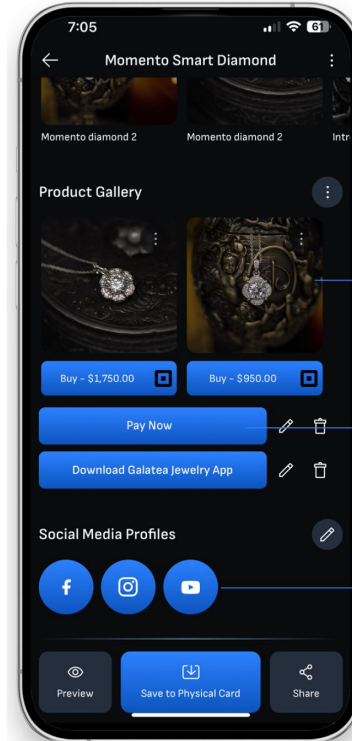 7:05
61
Momento Smart Diamond
Momento diamond 2
Momento diamond 2
Intr
Product Gallery
Buy - $1,750.00
Buy - $950.00
Pay Now
Download Galatea Jewelry App
Social Media Profiles
Preview
Save to Physical Card
Share